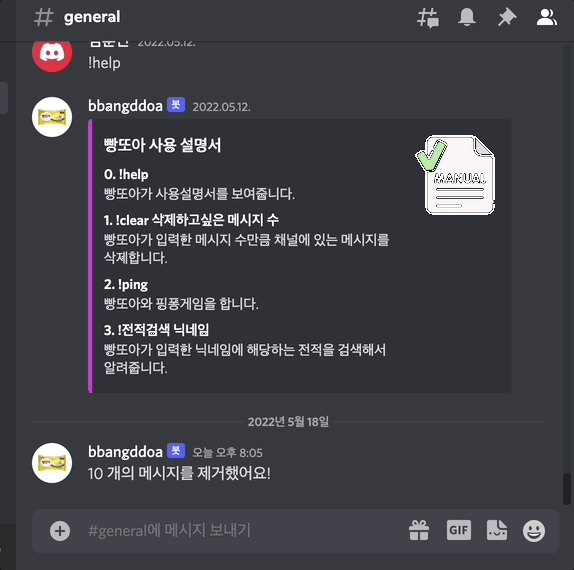 # general
2022.05.12.
!help
bbangddoa 봇 2022.05.12.
빵또아 사용 설명서
MANUAL
0. !help
빵또아가 사용설명서를 보여줍니다.
1. !clear 삭제하고싶은 메시지 수
빵또아가 입력한 메시지 수만큼 채널에 있는 메시지를
삭제합니다.
2. !ping
빵또아와 핑퐁게임을 합니다.
3. !전적검색 닉네임
빵또아가 입력한 닉네임에 해당하는 전적을 검색해서
알려줍니다.
2022년 5월 18일
bbangddoa 봇 오늘 오후 8:05
10 개의 메시지를 제거했어요!
#general에 메시지 보내기
GIF